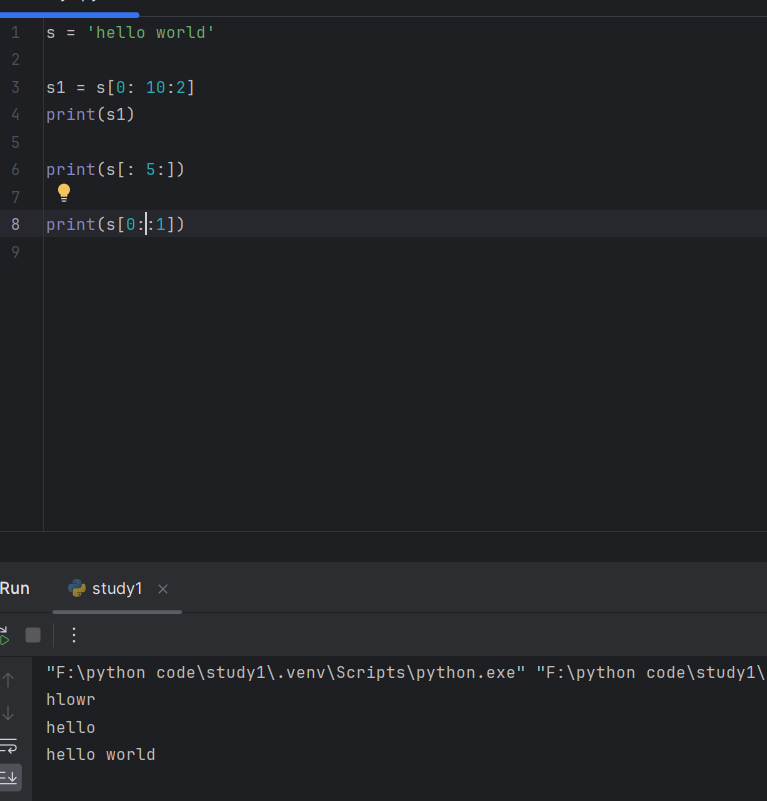 1 s = 'hello world'
2
3 s1 = s[0: 10:2]
4 print(s1)
5
6 print(s[: 5:])
7
8 print(s[0::1])
9
Run study1
"F:\python code\study1\.venv\Scripts\python.exe" "F:\python code\study1\
hlowr
hello
hello world